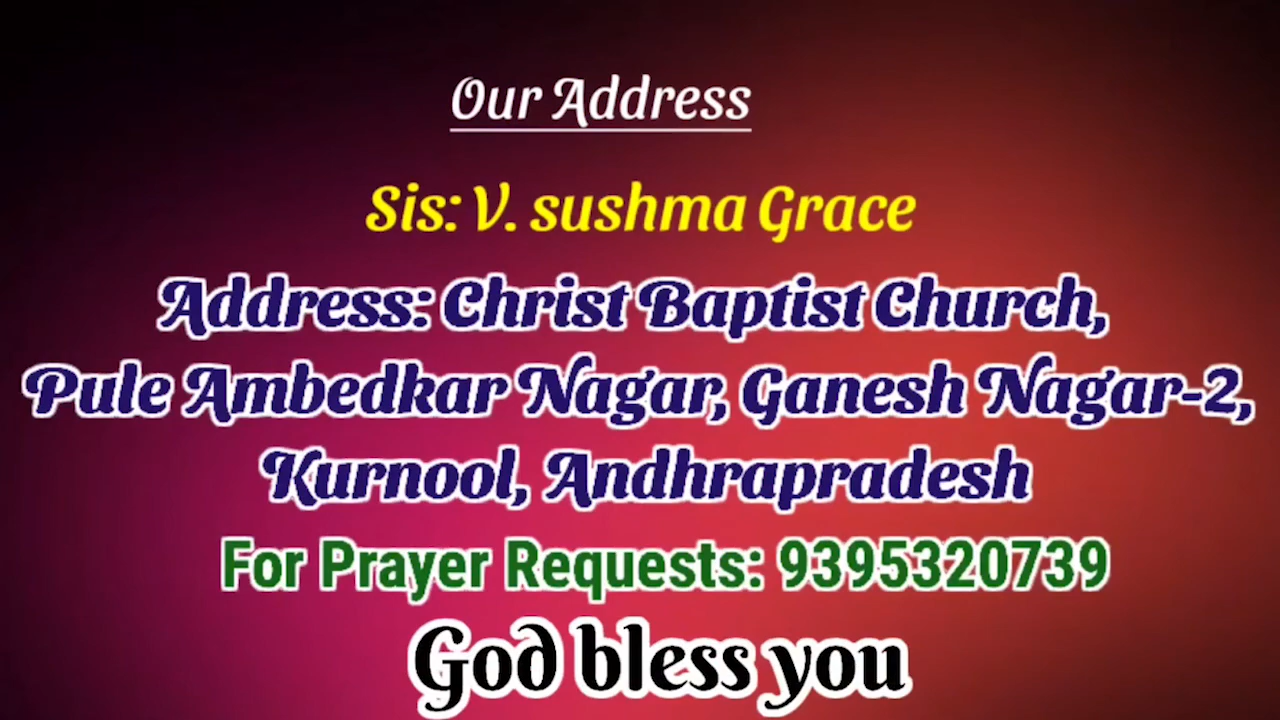 Our Address
Sis: V. sushma Grace
Address: Christ Baptist Church,
Pule Ambedkar Nagar, Ganesh Nagar-2,
Kurnool, Andhrapradesh
For Prayer Requests: 9395320739
God bless you